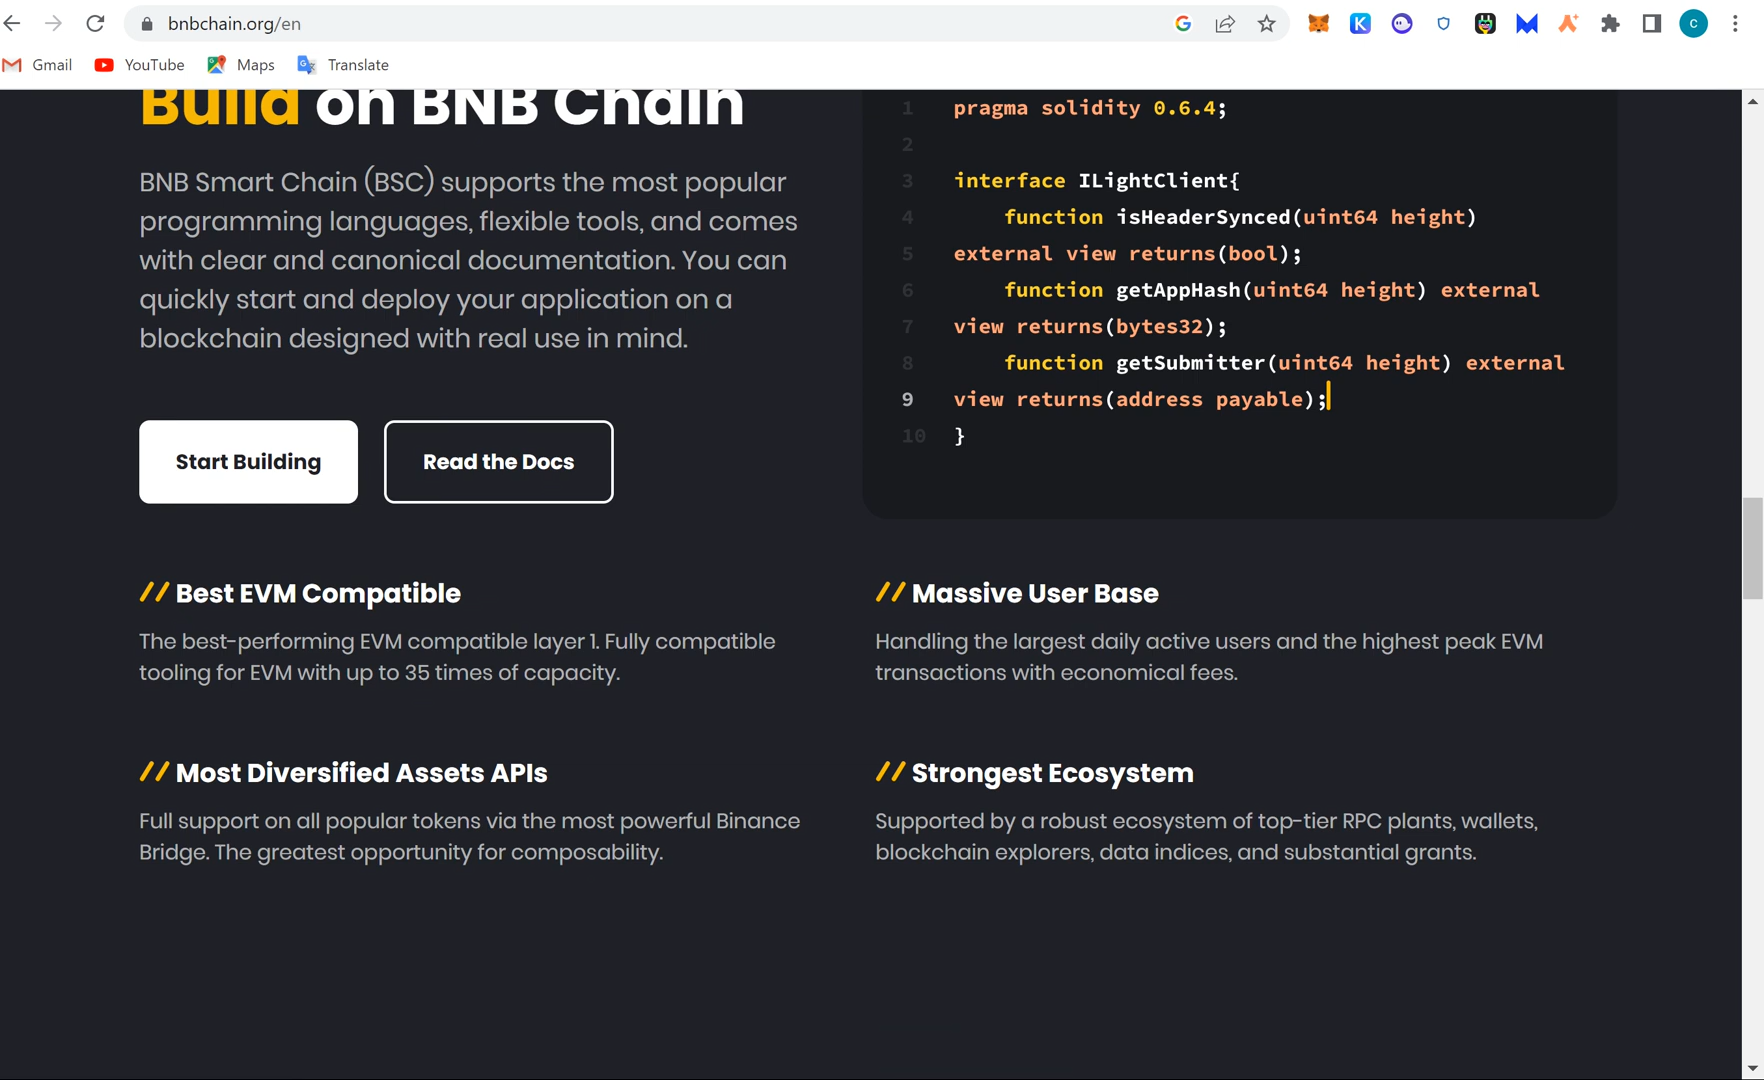 bnbchain.org/en
Gmail
YouTube
Maps
Translate
Build on BNB Chain
BNB Smart Chain (BSC) supports the most popular
programming languages, flexible tools, and comes
with clear and canonical documentation. You can
quickly start and deploy your application on a
blockchain designed with real use in mind.
Start Building
Read the Docs
1 pragma solidity 0.6.4;
2
3 interface ILightClient{
4 function isHeaderSynced(uint64 height)
5 external view returns(bool);
6 function getAppHash(uint64 height) external
7 view returns(bytes32);
8 function getSubmitter(uint64 height) external
9 view returns(address payable);
10 }
// Best EVM Compatible
The best-performing EVM compatible layer 1. Fully compatible
tooling for EVM with up to 35 times of capacity.
// Massive User Base
Handling the largest daily active users and the highest peak EVM
transactions with economical fees.
// Most Diversified Assets APIs
Full support on all popular tokens via the most powerful Binance
Bridge. The greatest opportunity for composability.
// Strongest Ecosystem
Supported by a robust ecosystem of top-tier RPC plants, wallets,
blockchain explorers, data indices, and substantial grants.